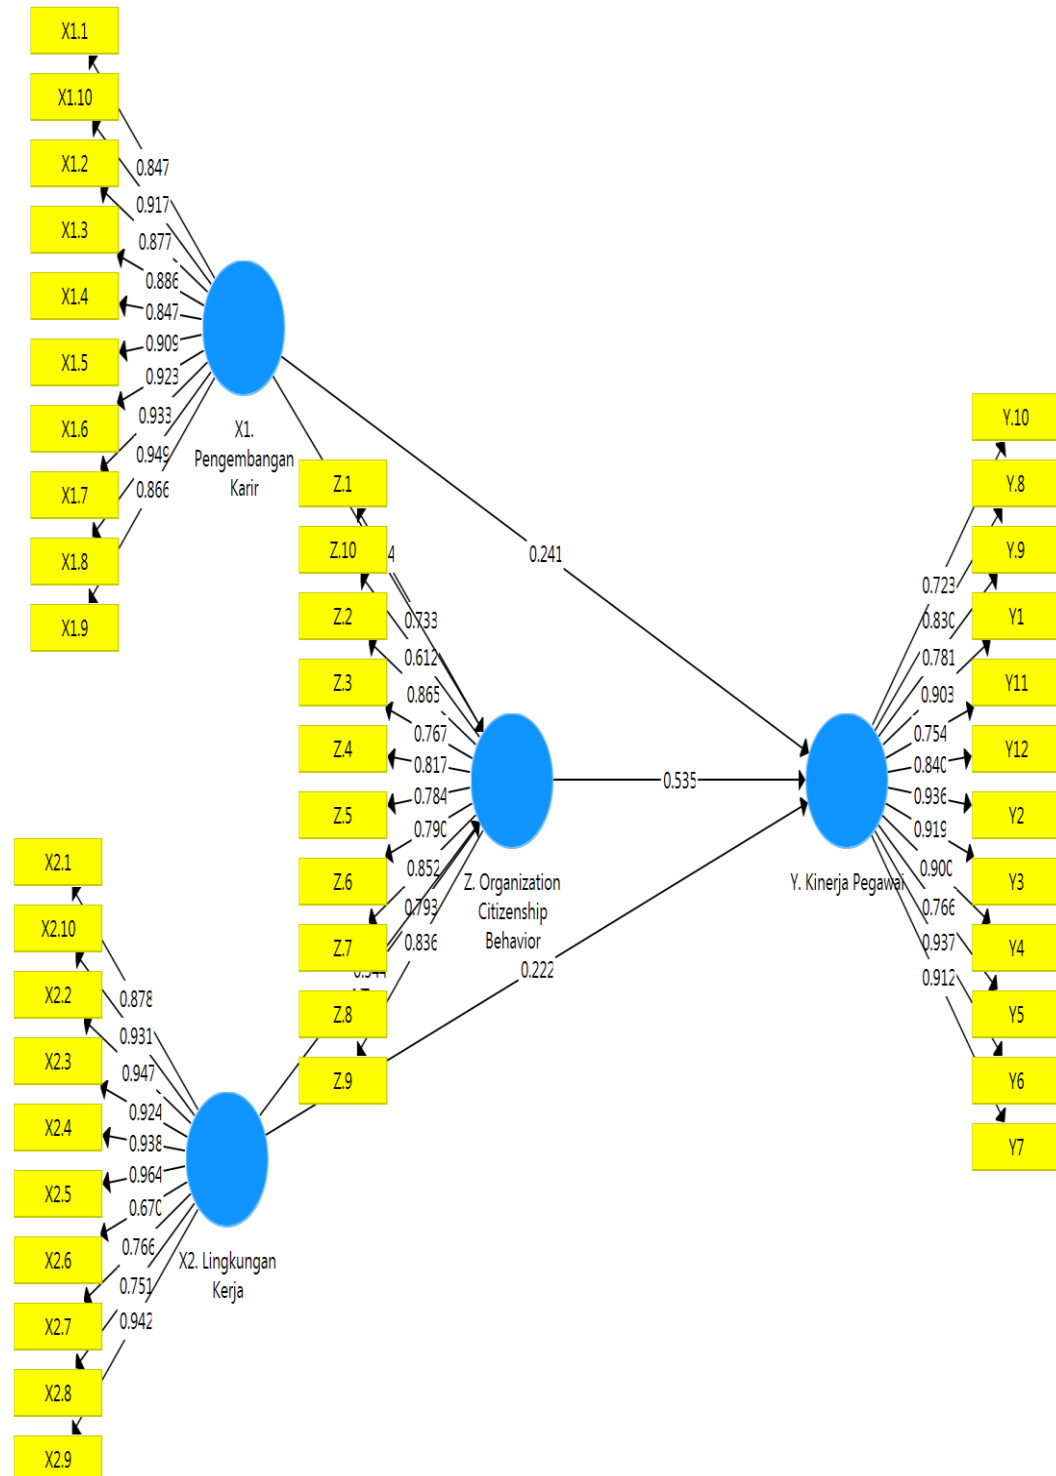 X1.1
X1.10
X1.2
X1.3
X1.4
X1.5
X1.6
X1.7
X1.8
X1.9
0.847
0.917
0.877
0.886
0.847
0.909
0.923
0.933
0.949
0.866
X1.
Pengembangan
Karir
X2.1
X2.10
X2.2
X2.3
X2.4
X2.5
X2.6
X2.7
X2.8
X2.9
0.878
0.931
0.947
0.924
0.938
0.964
0.670
0.766
0.751
0.942
X2. Lingkungan
Kerja
Z.1
Z.10
Z.2
Z.3
Z.4
Z.5
Z.6
Z.7
Z.8
Z.9
0.733
0.612
0.865
0.767
0.817
0.784
0.790
0.852
0.793
0.836
Z. Organization
Citizenship
Behavior
0.241
0.535
0.222
Y. Kinerja Pegawai
0.723
0.830
0.781
0.903
0.754
0.840
0.936
0.919
0.900
0.766
0.937
0.912
Y.10
Y.8
Y.9
Y1
Y11
Y12
Y2
Y3
Y4
Y5
Y6
Y7